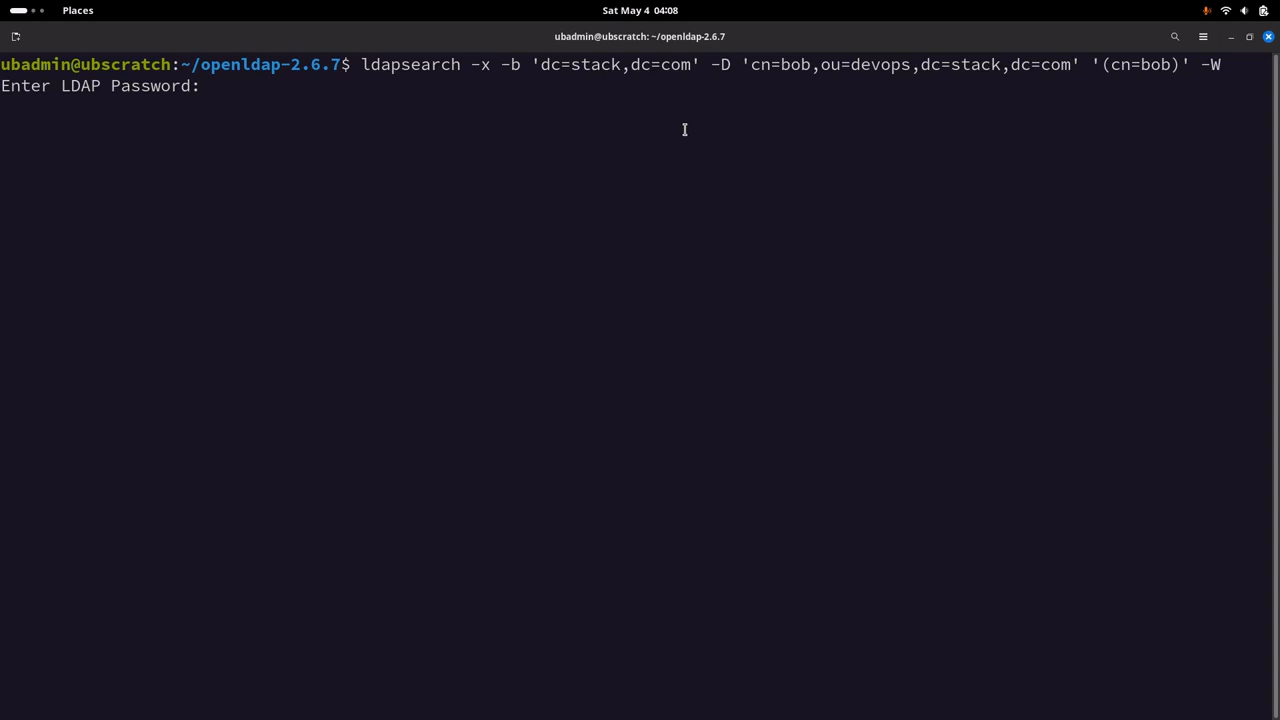 Places
Sat May 4 04:08
ubadmin@ubscratch: ~/openldap-2.6.7
ubadmin@ubscratch:~/openldap-2.6.7$ ldapsearch -x -b 'dc=stack,dc=com' -D 'cn=bob,ou=devops,dc=stack,dc=com' '(cn=bob)' -W
Enter LDAP Password: